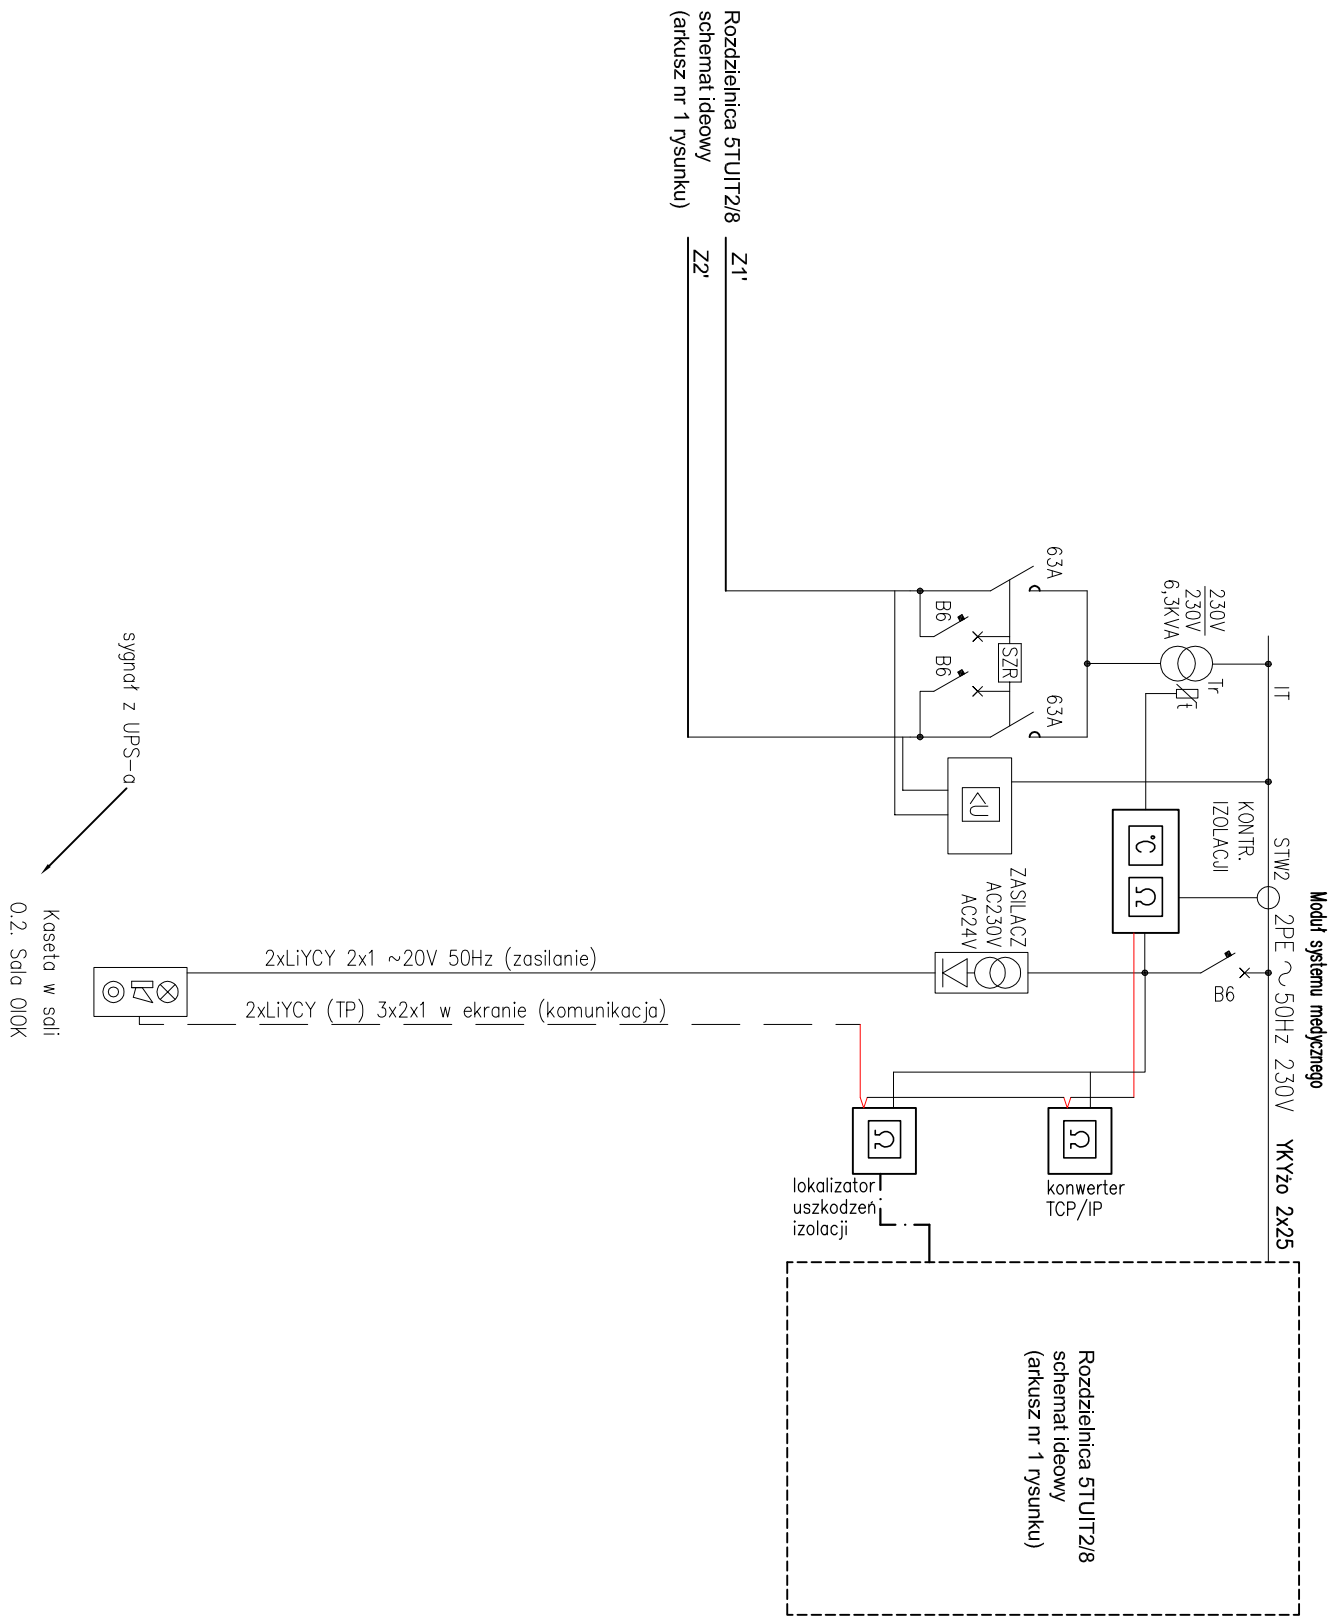 Rozdzielnica 5TUIT2/8
schemat ideowy
(arkusz nr 1 rysunku)
Z1'
Z2'
63A
B6
SZR
B6
63A
230V
230V
6,3KVA
Tr
t
IT
<U
KONTR.
IZOLACJI
°C
Ω
STW2
2PE ~ 50Hz 230V
YKYżo 2x25
Moduł systemu medycznego
B6
ZASILACZ
AC230V
AC24V
2xLiYCY 2x1 ~20V 50Hz (zasilanie)
2xLiYCY (TP) 3x2x1 w ekranie (komunikacja)
sygnał z UPS-a
Kaseta w sali
0.2. Sala OIOK
Ω
lokalizator
uszkodzeń
izolacji
Ω
konwerter
TCP/IP
Rozdzielnica 5TUIT2/8
schemat ideowy
(arkusz nr 1 rysunku)